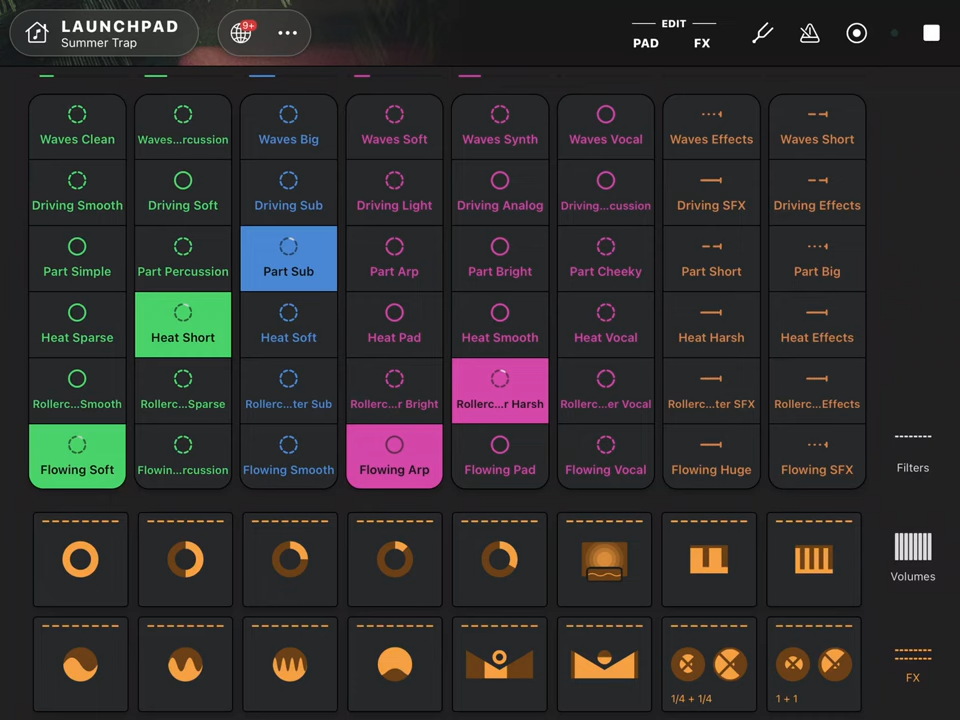 LAUNCHPAD
Summer Trap
9+
EDIT
PAD FX
Waves Clean Waves...rcussion Waves Big Waves Soft Waves Synth Waves Vocal Waves Effects Waves Short
Driving Smooth Driving Soft Driving Sub Driving Light Driving Analog Driving...cussion Driving SFX Driving Effects
Part Simple Part Percussion Part Sub Part Arp Part Bright Part Cheeky Part Short Part Big
Heat Sparse Heat Short Heat Soft Heat Pad Heat Smooth Heat Vocal Heat Harsh Heat Effects
Rollerc...Smooth Rollerc...Sparse Rollerc...ter Sub Rollerc...r Bright Rollerc...r Harsh Rollerc...er Vocal Rollerc...ter SFX Rollerc...Effects
Flowing Soft Flowin...rcussion Flowing Smooth Flowing Arp Flowing Pad Flowing Vocal Flowing Huge Flowing SFX
Filters
Volumes
FX
1/4 + 1/4 1 + 1